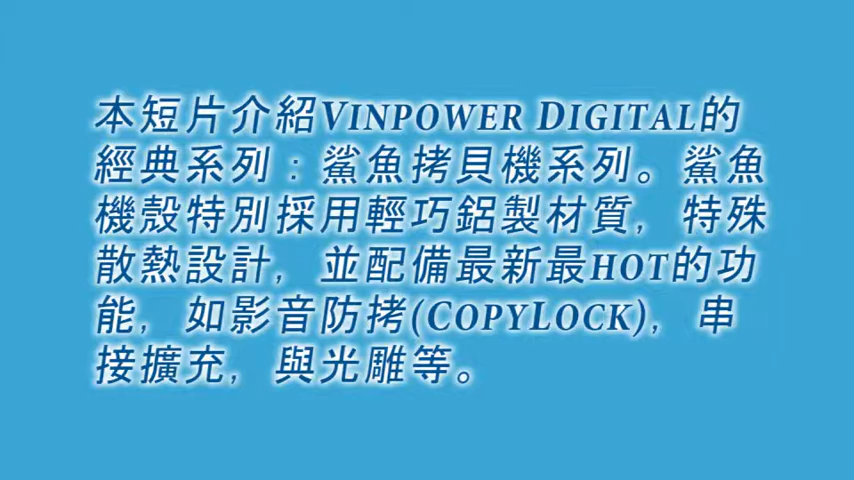 本短片介紹VINPOWER DIGITAL的
經典系列：鯊魚拷貝機系列。鯊魚
機殼特別採用輕巧鋁製材質，特殊
散熱設計，並配備最新最HOT的功
能，如影音防拷(COPYLOCK)，串
接擴充，與光雕等。